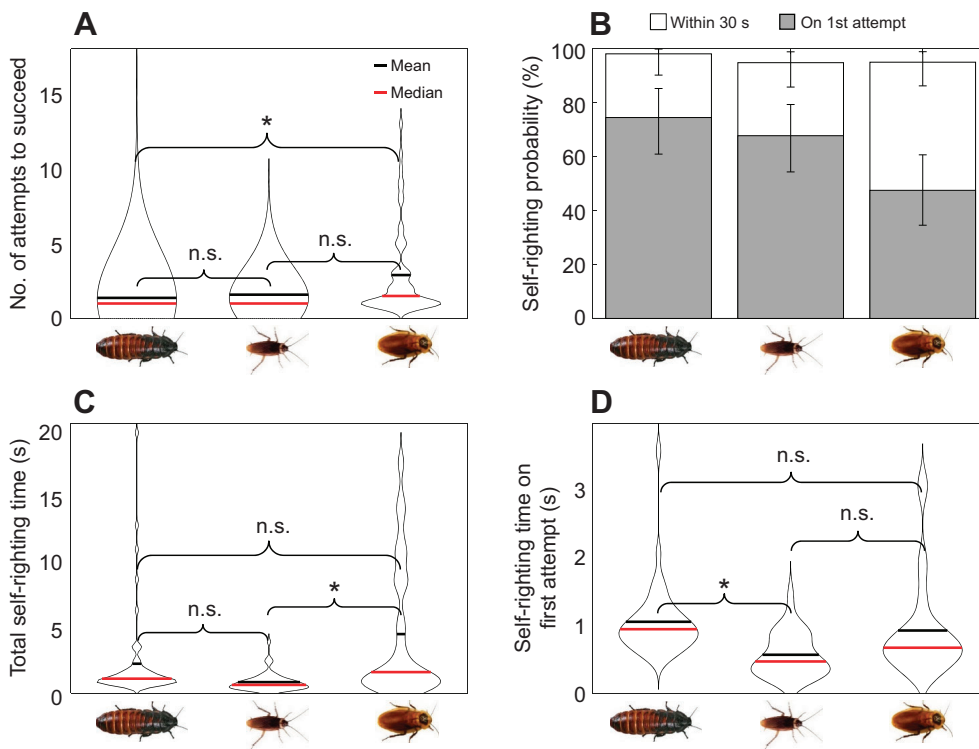 A
No. of attempts to succeed
15
10
5
0
Mean
Median
*
n.s.
n.s.
B
Within 30 s
On 1st attempt
Self-righting probability (%)
100
80
60
40
20
0
C
Total self-righting time (s)
20
15
10
5
0
n.s.
n.s.
*
D
Self-righting time on
first attempt (s)
3
2
1
0
n.s.
n.s.
*